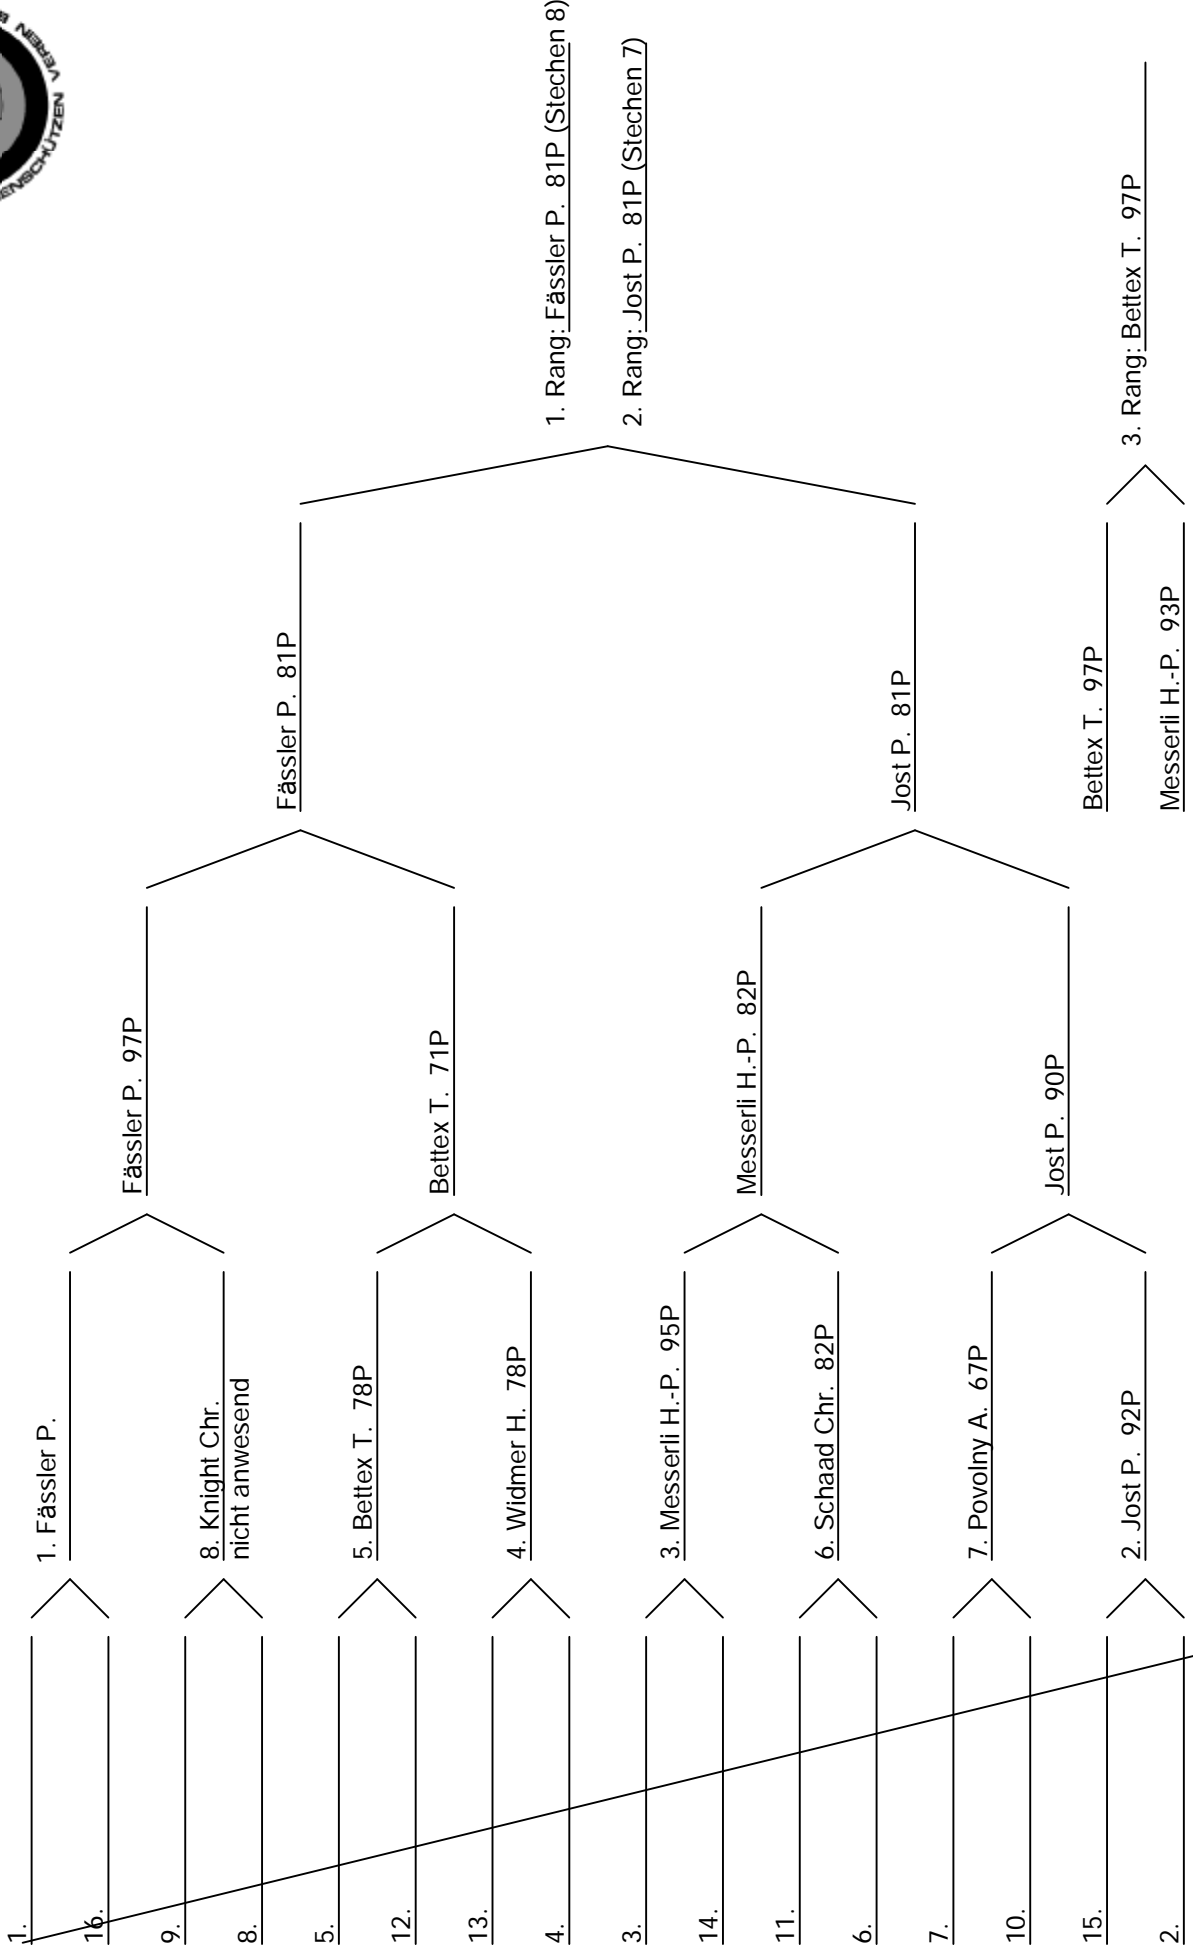 VEREIN
ENSCHÜTZEN
1.
16.
9.
8.
5.
12.
13.
4.
3.
14.
11.
6.
7.
10.
15.
2.
1. Fässler P.
8. Knight Chr.
nicht anwesend
5. Bettex T. 78P
4. Widmer H. 78P
3. Messerli H.-P. 95P
6. Schaad Chr. 82P
7. Povolny A. 67P
2. Jost P. 92P
Fässler P. 97P
Bettex T. 71P
Messerli H.-P. 82P
Jost P. 90P
Fässler P. 81P
Jost P. 81P
Bettex T. 97P
Messerli H.-P. 93P
1. Rang: Fässler P. 81P (Stechen 8)
2. Rang: Jost P. 81P (Stechen 7)
3. Rang: Bettex T. 97P